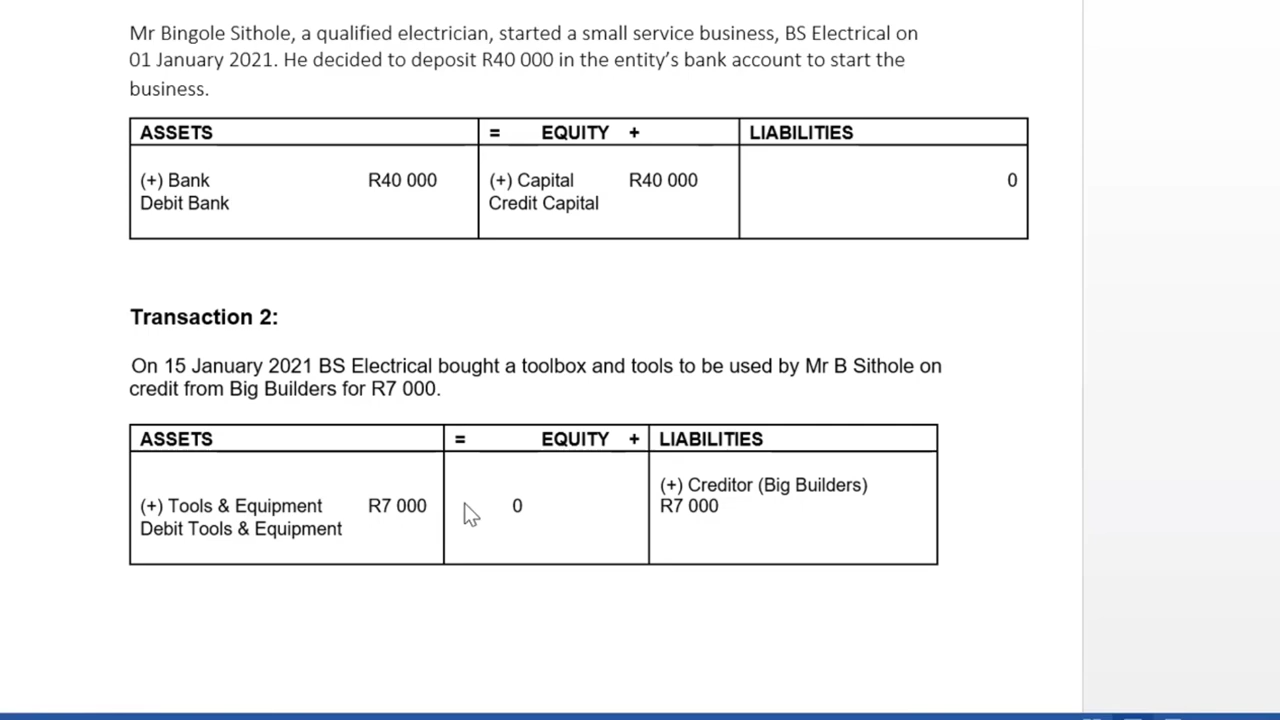 Mr Bingole Sithole, a qualified electrician, started a small service business, BS Electrical on
01 January 2021. He decided to deposit R40 000 in the entity’s bank account to start the
business.
ASSETS = EQUITY + LIABILITIES
(+) Bank R40 000 (+) Capital R40 000 0
Debit Bank Credit Capital
Transaction 2:
On 15 January 2021 BS Electrical bought a toolbox and tools to be used by Mr B Sithole on
credit from Big Builders for R7 000.
ASSETS = EQUITY + LIABILITIES
(+) Creditor (Big Builders)
(+) Tools & Equipment R7 000 0 R7 000
Debit Tools & Equipment